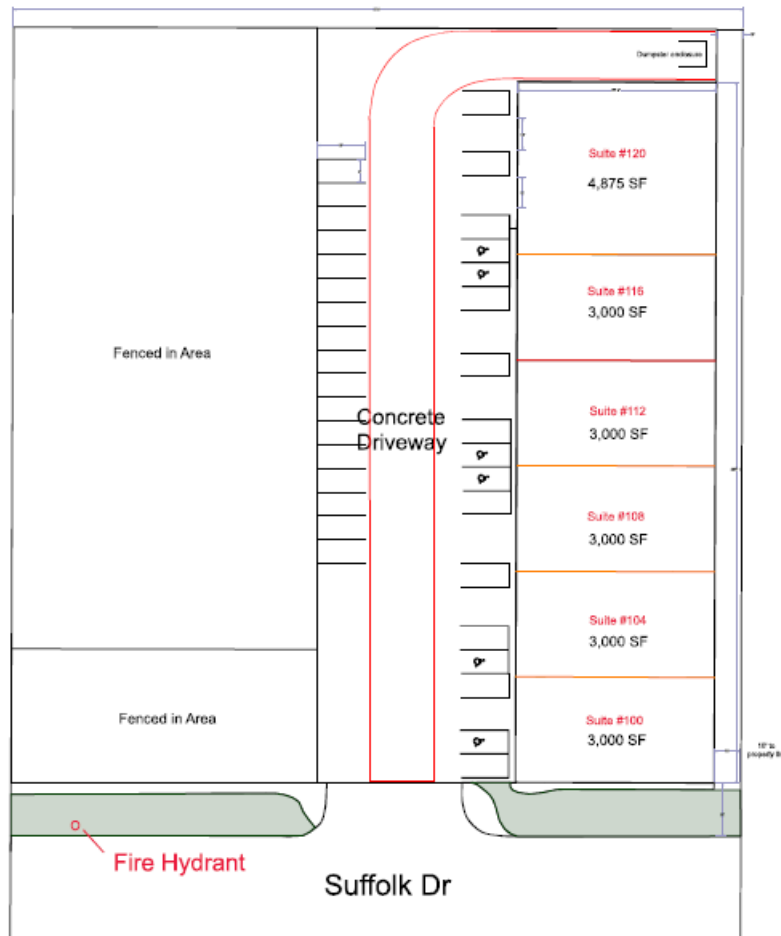 Dumpster enclosure
Suite #120
4,875 SF
Suite #116
3,000 SF
Fenced in Area
Concrete
Driveway
Suite #112
3,000 SF
Suite #108
3,000 SF
Suite #104
3,000 SF
Fenced in Area
Suite #100
3,000 SF
to
property
Fire Hydrant
Suffolk Dr